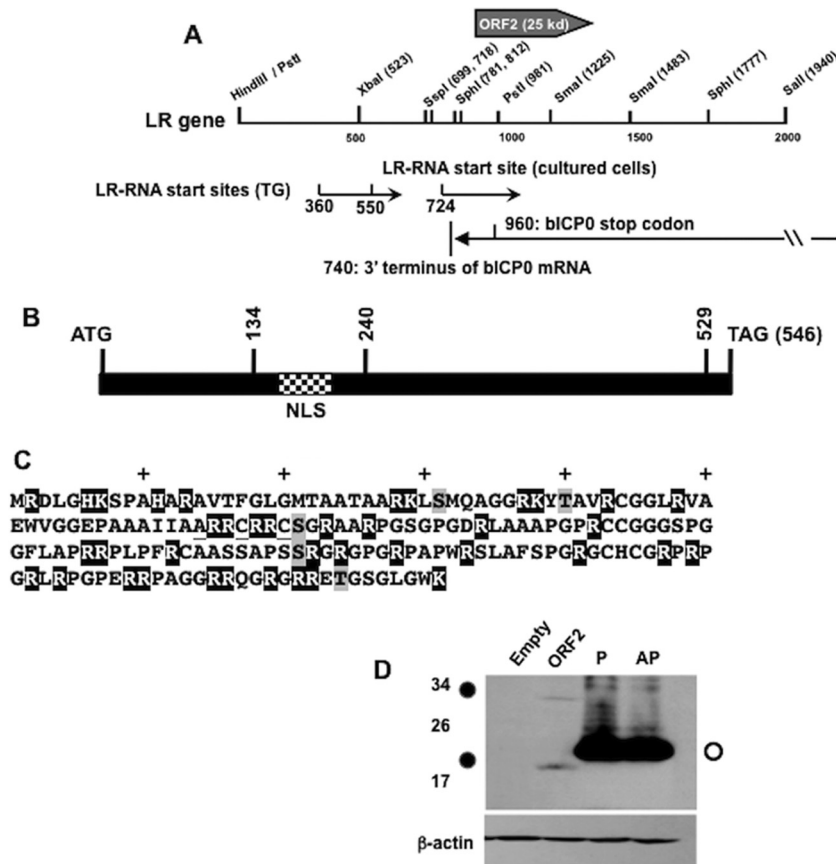 A
ORF2 (25 kd)
HindIII / PstI
XbaI (523)
SspI (699, 718)
SphI (781, 812)
PstI (981)
SmaI (1225)
SmaI (1483)
SphI (1777)
SalI (1940)
LR gene
500
1000
1500
2000
LR-RNA start site (cultured cells)
LR-RNA start sites (TG)
360
550
724
960: bICP0 stop codon
740: 3' terminus of bICP0 mRNA
B
ATG
134
240
529
TAG (546)
NLS
C
+ + + + +
MRDLGHKSPAHARAVTFGLGMTAATAARKLSMQAGGRKYTAVRCGGLRVA
EWVGGEPAAAIIAARRCRRCSGRAARPGSGPGDRLAAAPGPRCCGGGSPG
GFLAPRRPLPFRCAASSAPSSRGRGPGRPAPWRSLAFSPGRGCHCGRPRP
GRLRPGPERRPAGGRRQGRGRRETGSGLGWK
D
Empty
ORF2
P
AP
34
26
17
β-actin